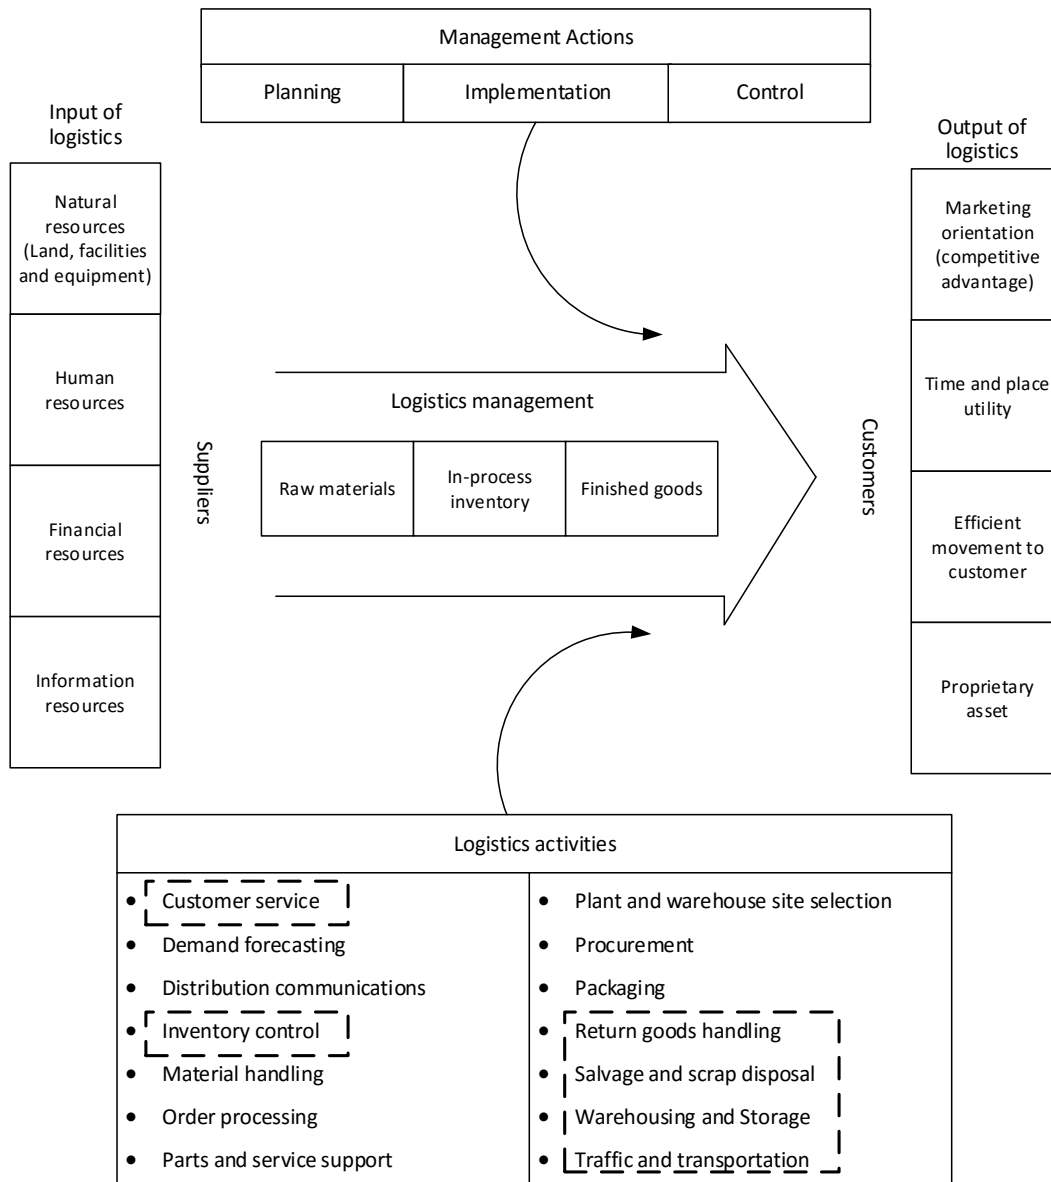 Management Actions
Planning
Implementation
Control
Input of
logistics
Output of
logistics
Natural
resources
(Land, facilities
and equipment)
Human
resources
Financial
resources
Information
resources
Suppliers
Logistics management
Raw materials
In-process
inventory
Finished goods
Customers
Marketing
orientation
(competitive
advantage)
Time and place
utility
Efficient
movement to
customer
Proprietary
asset
Logistics activities
• Customer service
• Demand forecasting
• Distribution communications
• Inventory control
• Material handling
• Order processing
• Parts and service support
• Plant and warehouse site selection
• Procurement
• Packaging
• Return goods handling
• Salvage and scrap disposal
• Warehousing and Storage
• Traffic and transportation